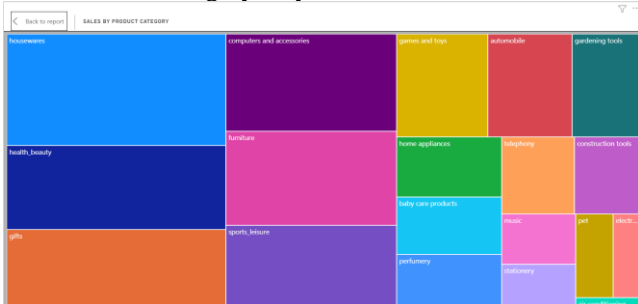 Back to report
SALES BY PRODUCT CATEGORY
housewares
computers and accessories
games and toys
automobile
gardening tools
furniture
home appliances
telephony
construction tools
health_beauty
baby care products
music
pet
electr...
gifts
sports_leisure
perfumery
stationery